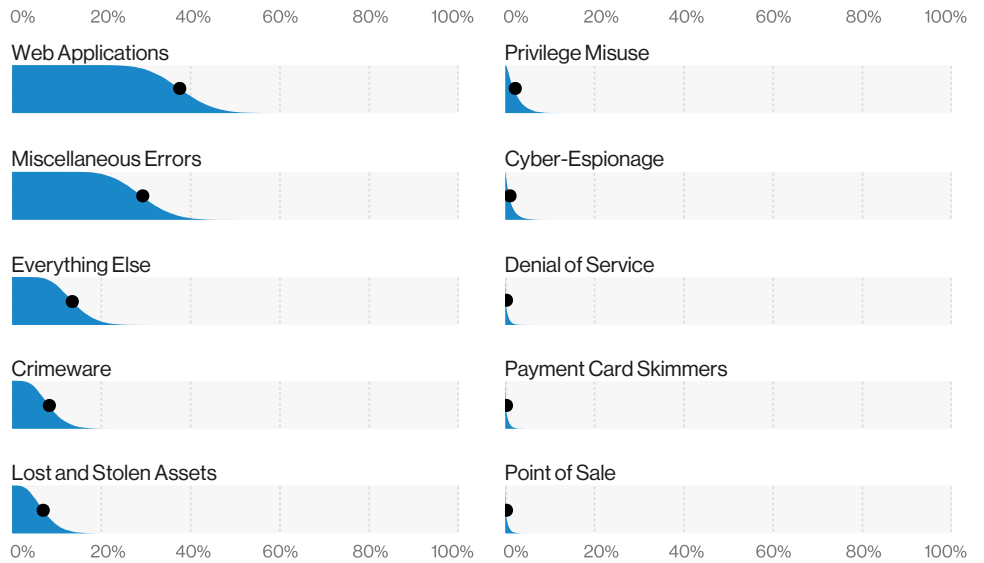 0% 20% 40% 60% 80% 100%
Web Applications
Miscellaneous Errors
Everything Else
Crimeware
Lost and Stolen Assets
0% 20% 40% 60% 80% 100%
0% 20% 40% 60% 80% 100%
Privilege Misuse
Cyber-Espionage
Denial of Service
Payment Card Skimmers
Point of Sale
0% 20% 40% 60% 80% 100%